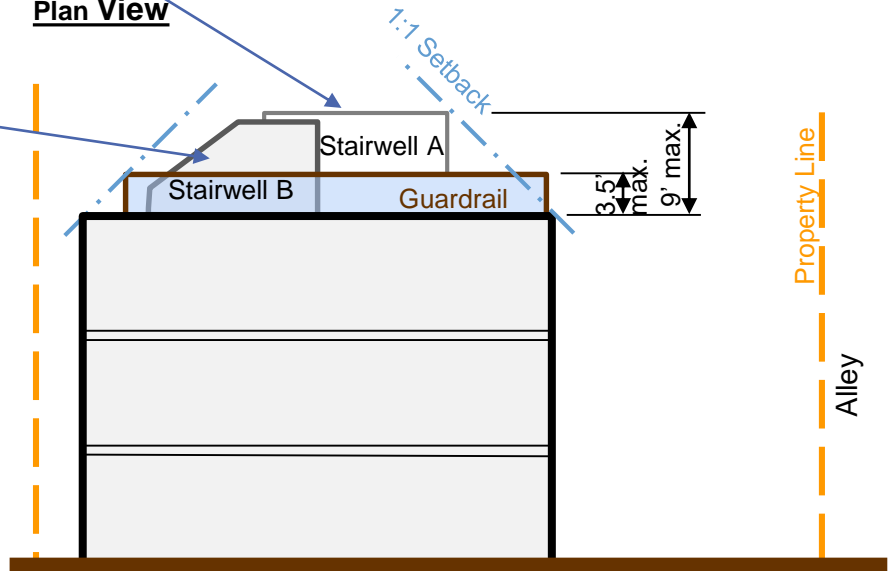 Plan View
1:1 Setback
Stairwell A
Stairwell B
Guardrail
3.5'
max.
9' max.
Property Line
Alley